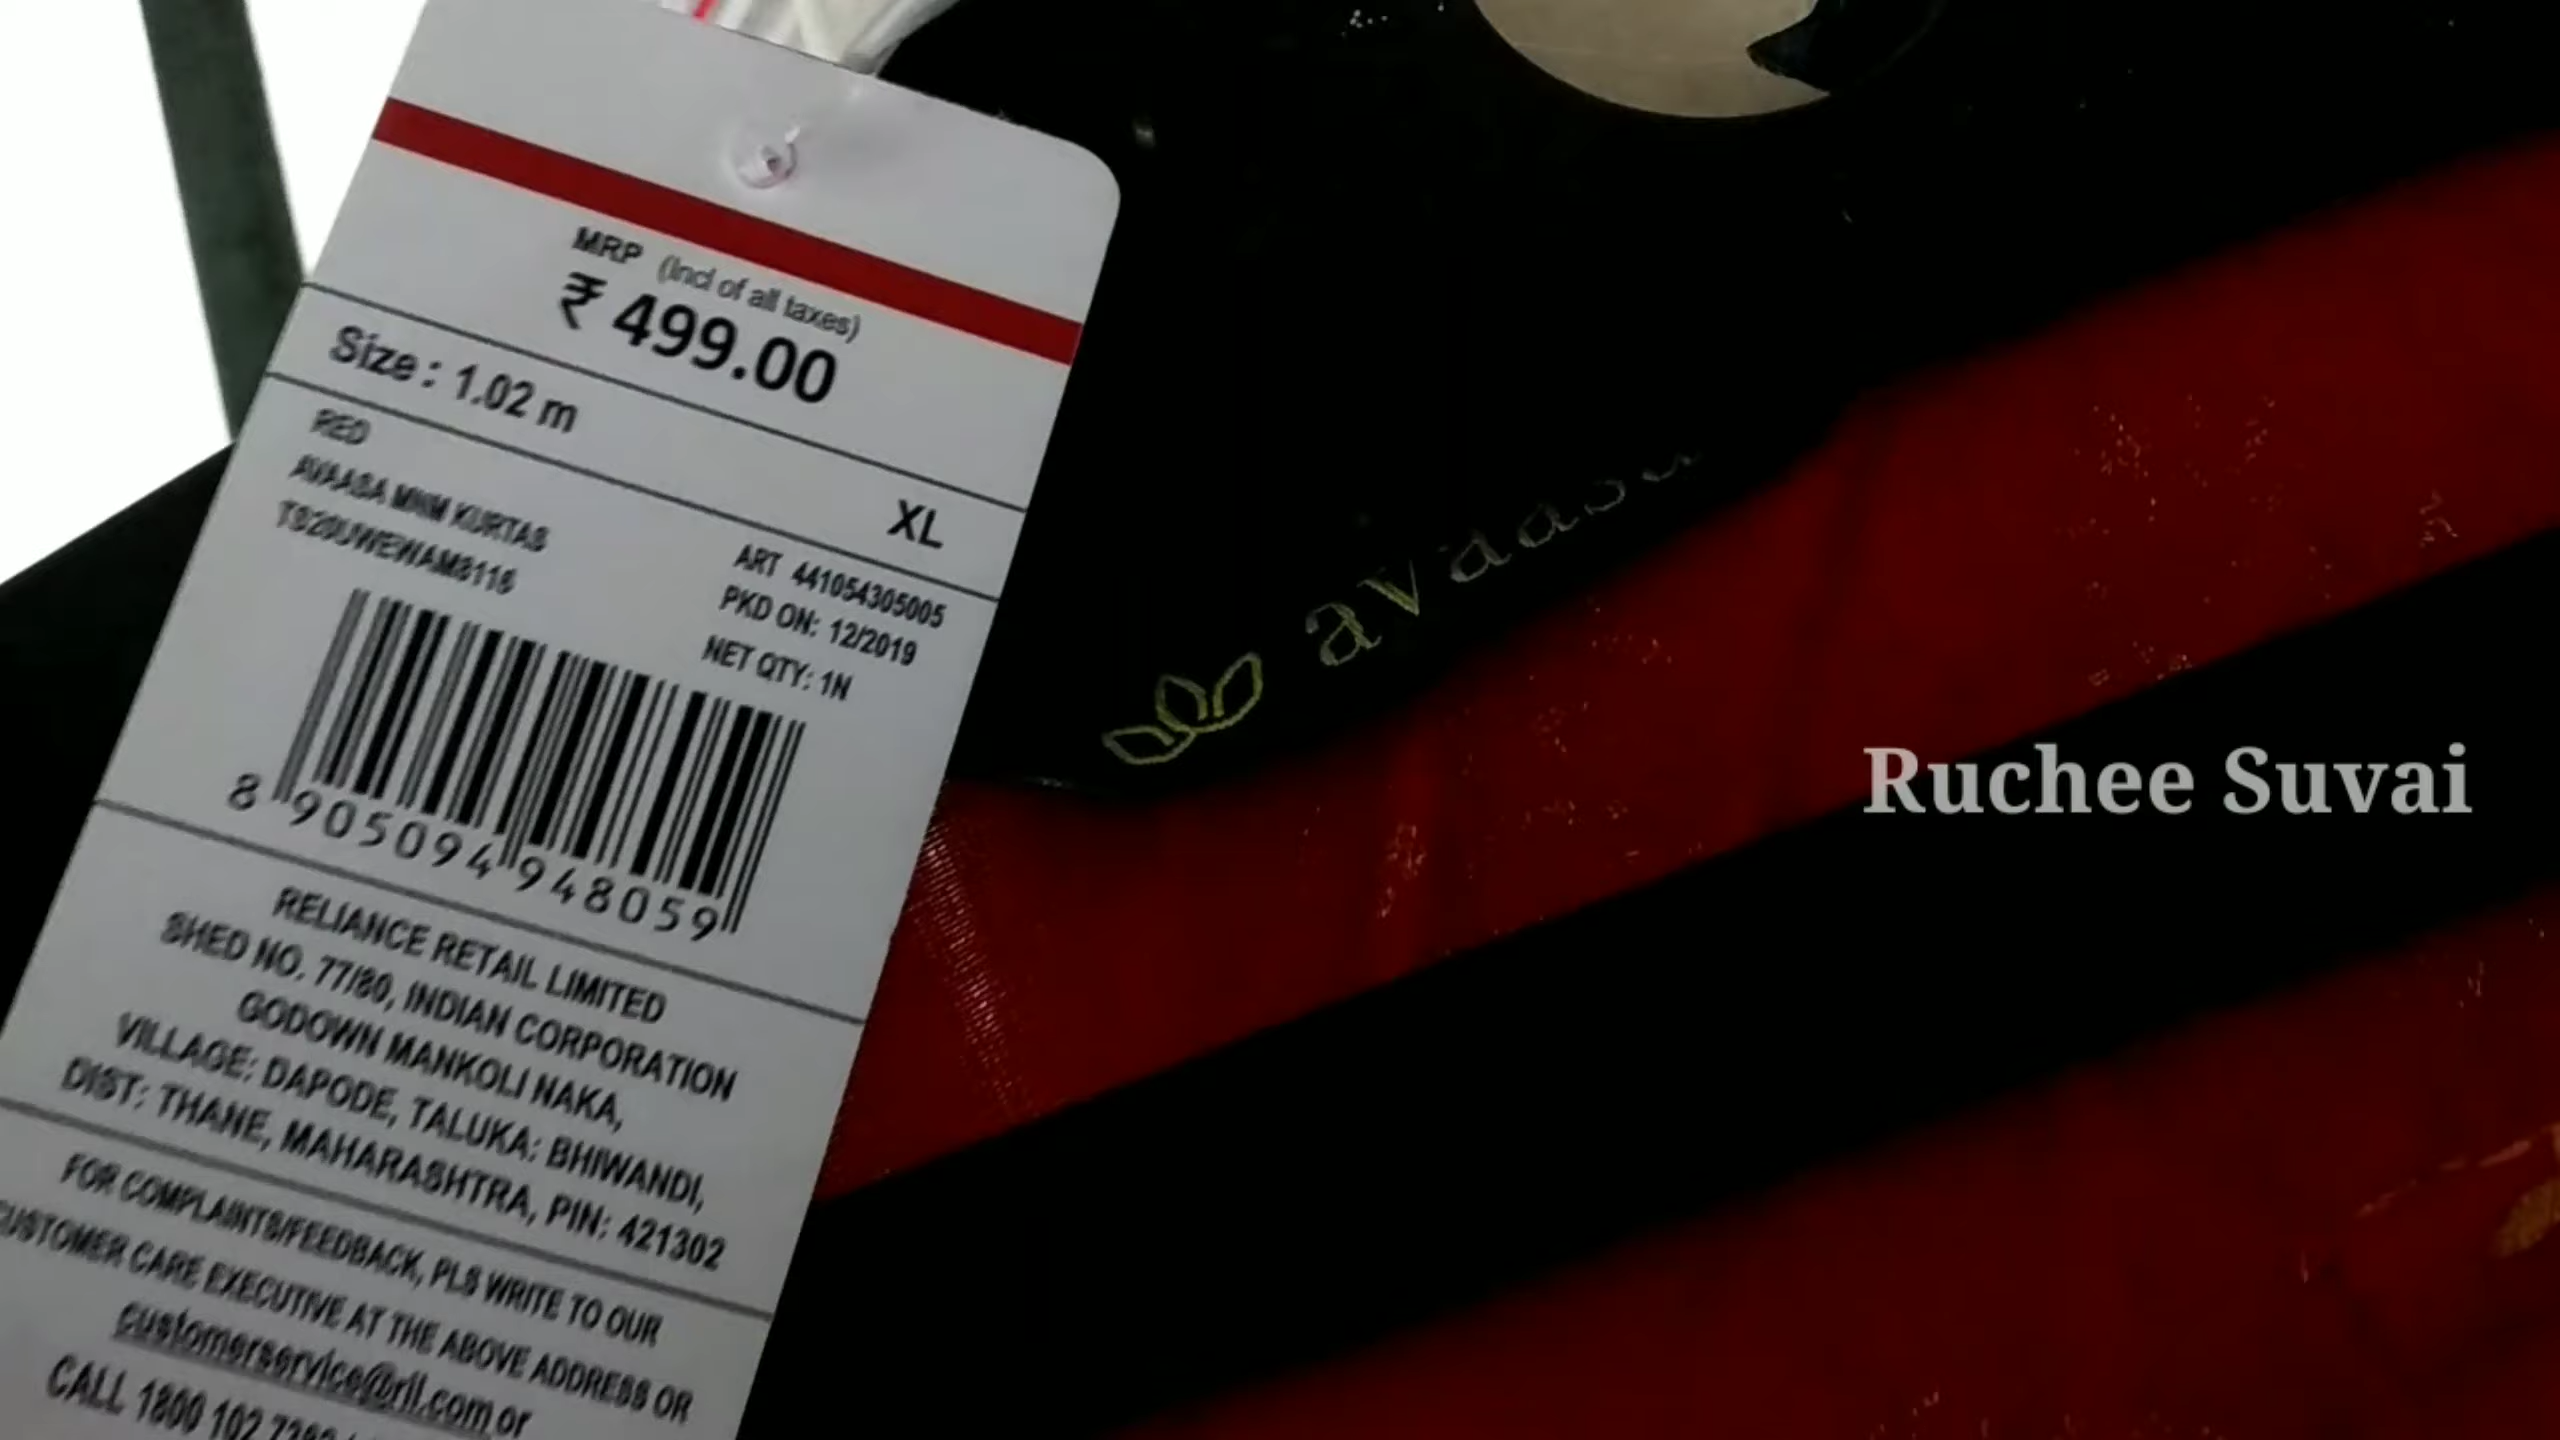 MRP (Incl of all taxes)
₹ 499.00
Size : 1.02 m
XL
RED
AVAASA MNM KURTAS
ART 441054305005
PKD ON: 12/2019
NET QTY: 1N
8 905094 948059
RELIANCE RETAIL LIMITED
SHED NO. 77/80, INDIAN CORPORATION
GODOWN MANKOLI NAKA,
VILLAGE: DAPODE, TALUKA: BHIWANDI,
DIST: THANE, MAHARASHTRA, PIN: 421302
FOR COMPLAINTS/FEEDBACK, PLS WRITE TO OUR
CUSTOMER CARE EXECUTIVE AT THE ABOVE ADDRESS OR
customerservice@ril.com or
CALL 1800 102
avaasa
Ruchee Suvai